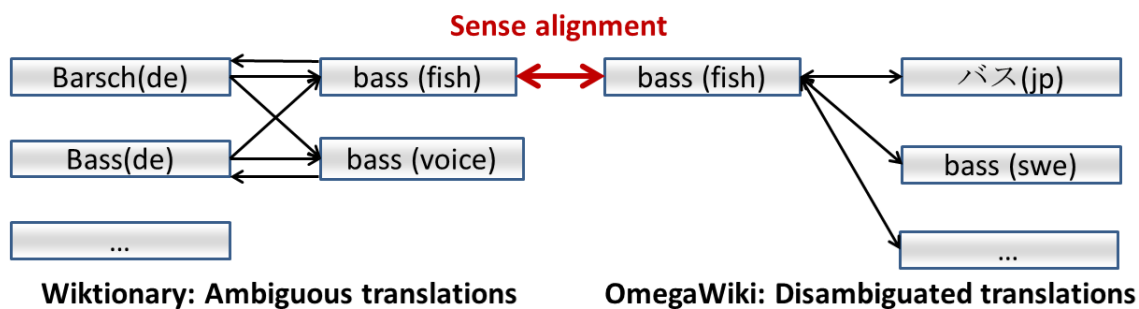 Sense alignment
Barsch(de) bass (fish) bass (fish) バス(jp)
Bass(de) bass (voice) bass (swe)
... ...
Wiktionary: Ambiguous translations OmegaWiki: Disambiguated translations